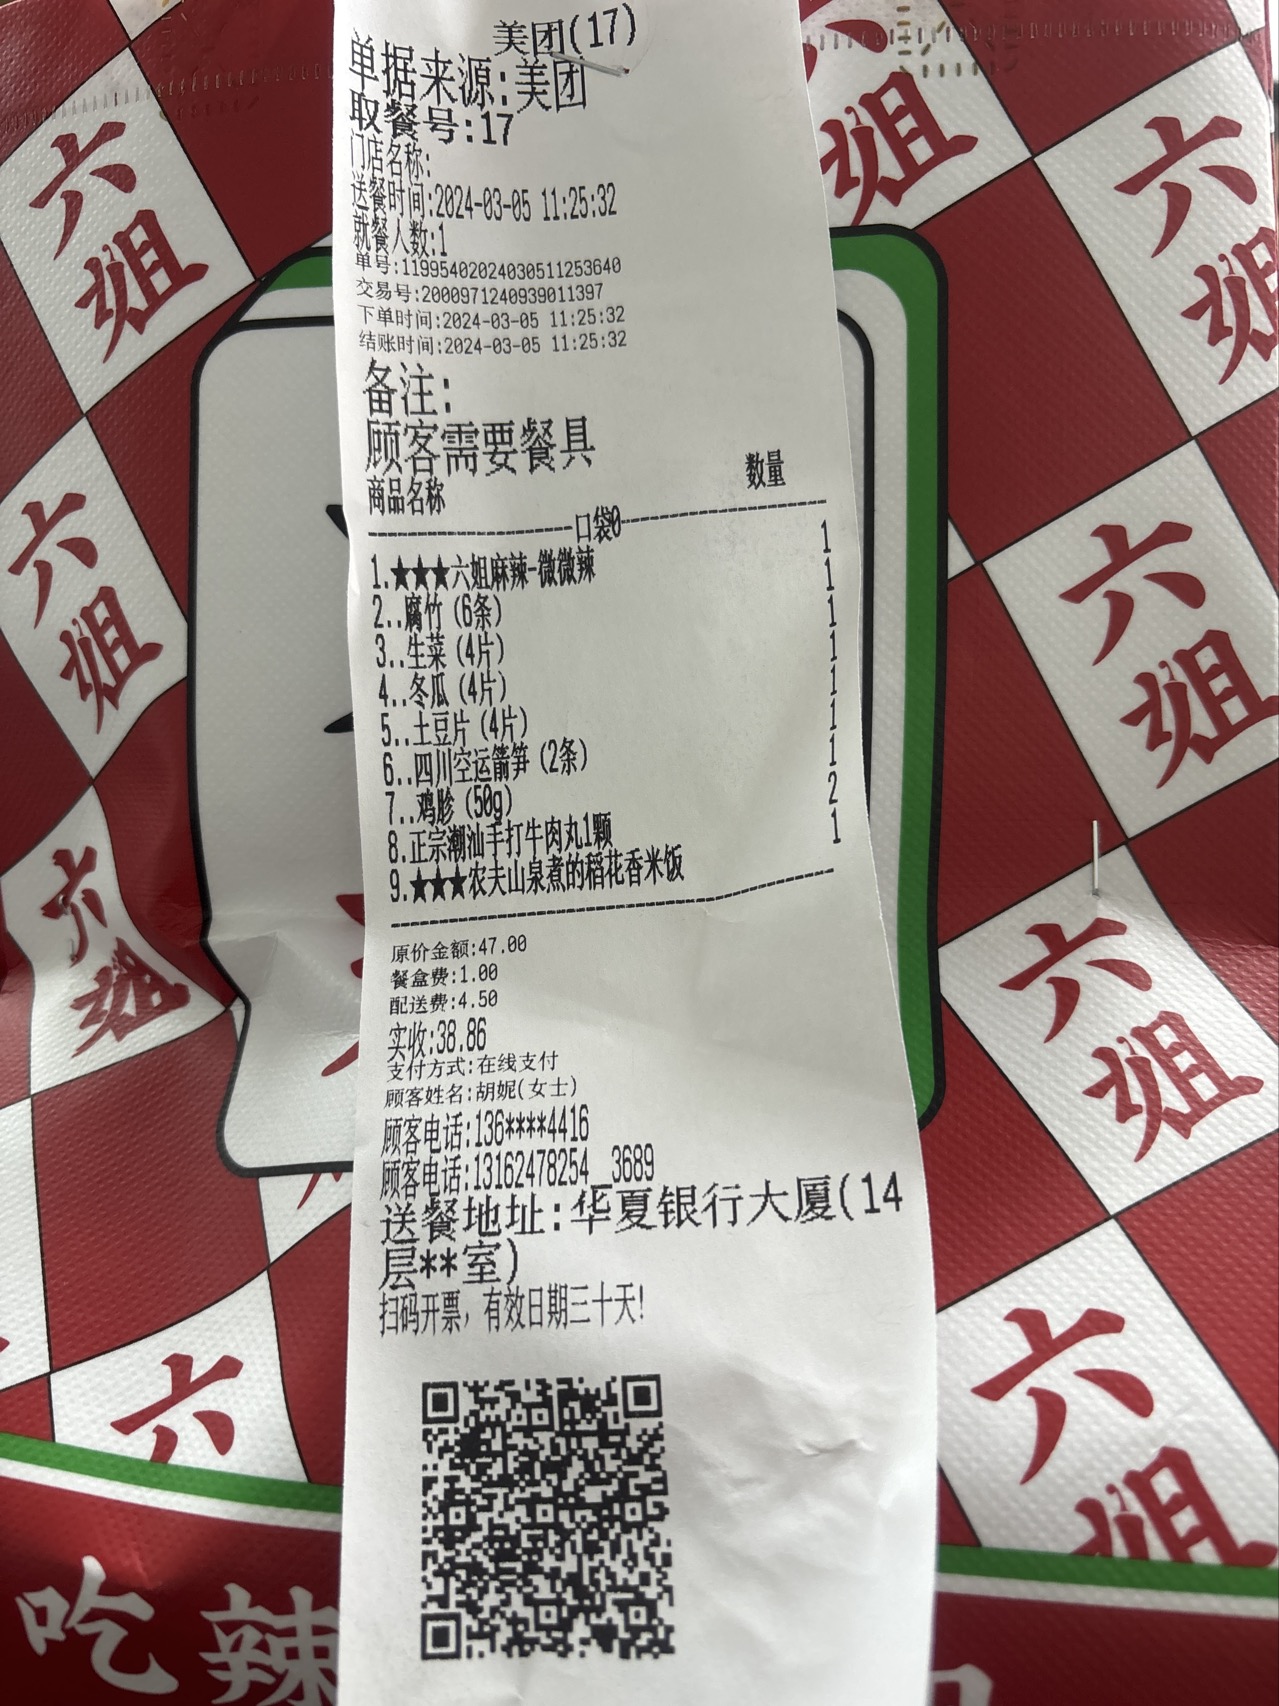 美团(17)
单据来源:美团
取餐号:17
门店名称:
送餐时间:2024-03-05 11:25:32
就餐人数:1
单号:11995402024030511253640
交易号:2000971240939011397
下单时间:2024-03-05 11:25:32
结账时间:2024-03-05 11:25:32
备注:
顾客需要餐具
商品名称 数量
口袋0
1.★★★六姐麻辣-微微辣 1
2..腐竹(6条) 1
3..生菜(4片) 1
4..冬瓜(4片) 1
5..土豆片(4片) 1
6..四川空运箭笋(2条) 1
7..鸡胗(50g) 1
8.正宗潮汕手打牛肉丸1颗 2
9.★★★农夫山泉煮的稻花香米饭 1
原价金额:47.00
餐盒费:1.00
配送费:4.50
实收:38.86
支付方式:在线支付
顾客姓名:胡妮(女士)
顾客电话:136****4416
顾客电话:13162478254_3689
送餐地址:华夏银行大厦(14
层**室)
扫码开票，有效日期三十天!
六姐
六姐
六姐
六
六姐
六姐
六姐
六姐
六姐
姐
吃辣